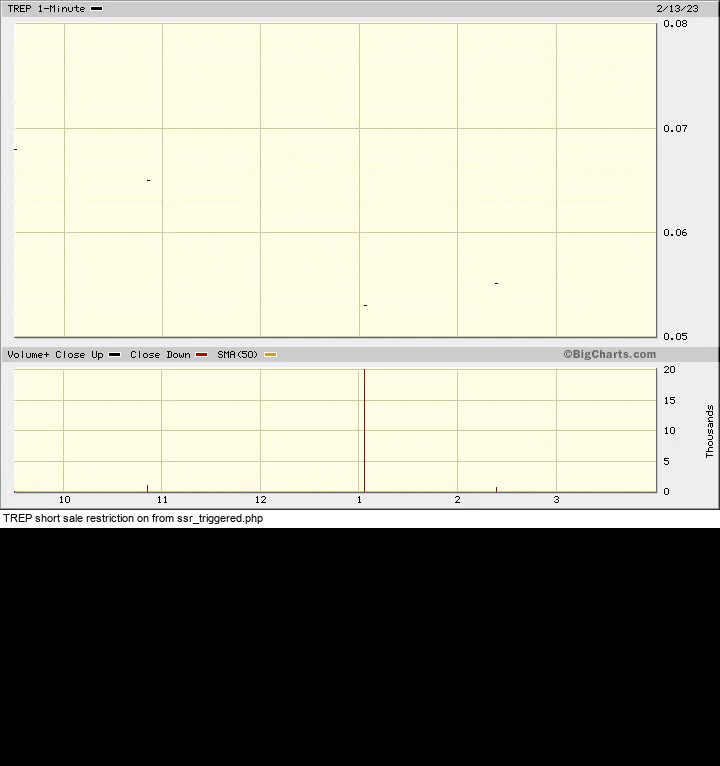 TREP 1-Minute 2/13/23
0.08
0.07
0.06
0.05
Volume+ Close Up Close Down SMA(50) ©BigCharts.com
20
15
10
5
0
Thousands
10 11 12 1 2 3
TREP short sale restriction on from ssr_triggered.php